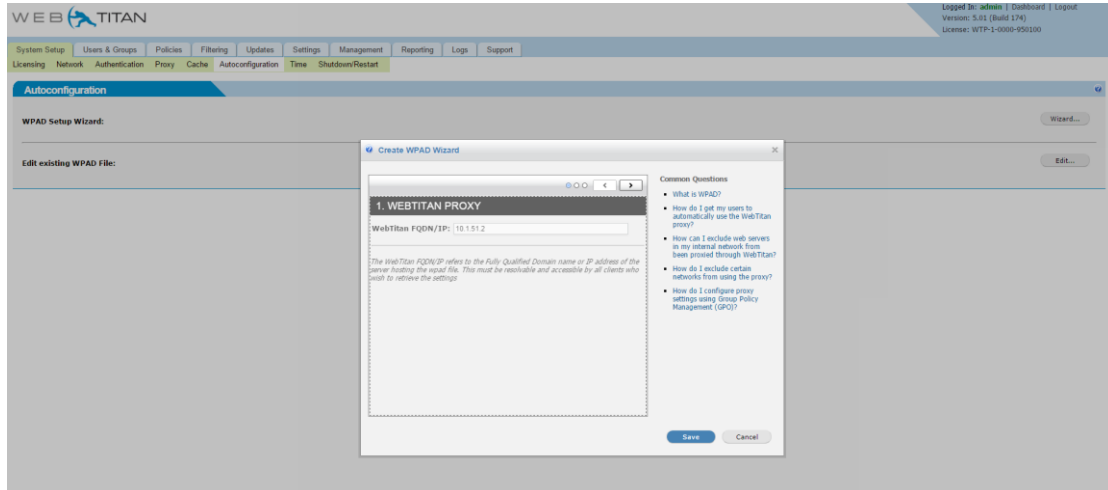 WEB TITAN
Logged In: admin | Dashboard | Logout
Version: 5.01 (Build 174)
License: WTP-1-0000-950100
System Setup Users & Groups Policies Filtering Updates Settings Management Reporting Logs Support
Licensing Network Authentication Proxy Cache Autoconfiguration Time Shutdown/Restart
Autoconfiguration
WPAD Setup Wizard:
Wizard...
Edit existing WPAD File:
Edit...
Create WPAD Wizard
1. WEBTITAN PROXY
WebTitan FQDN/IP: 10.1.51.2
The WebTitan FQDN/IP refers to the Fully Qualified Domain name or IP address of the
server hosting the wpad file. This must be resolvable and accessible by all clients who
wish to retrieve the settings
Common Questions
What is WPAD?
How do I get my users to
automatically use the WebTitan
proxy?
How can I exclude web servers
in my internal network from
been proxied through WebTitan?
How do I exclude certain
networks from using the proxy?
How do I configure proxy
settings using Group Policy
Management (GPO)?
Save Cancel